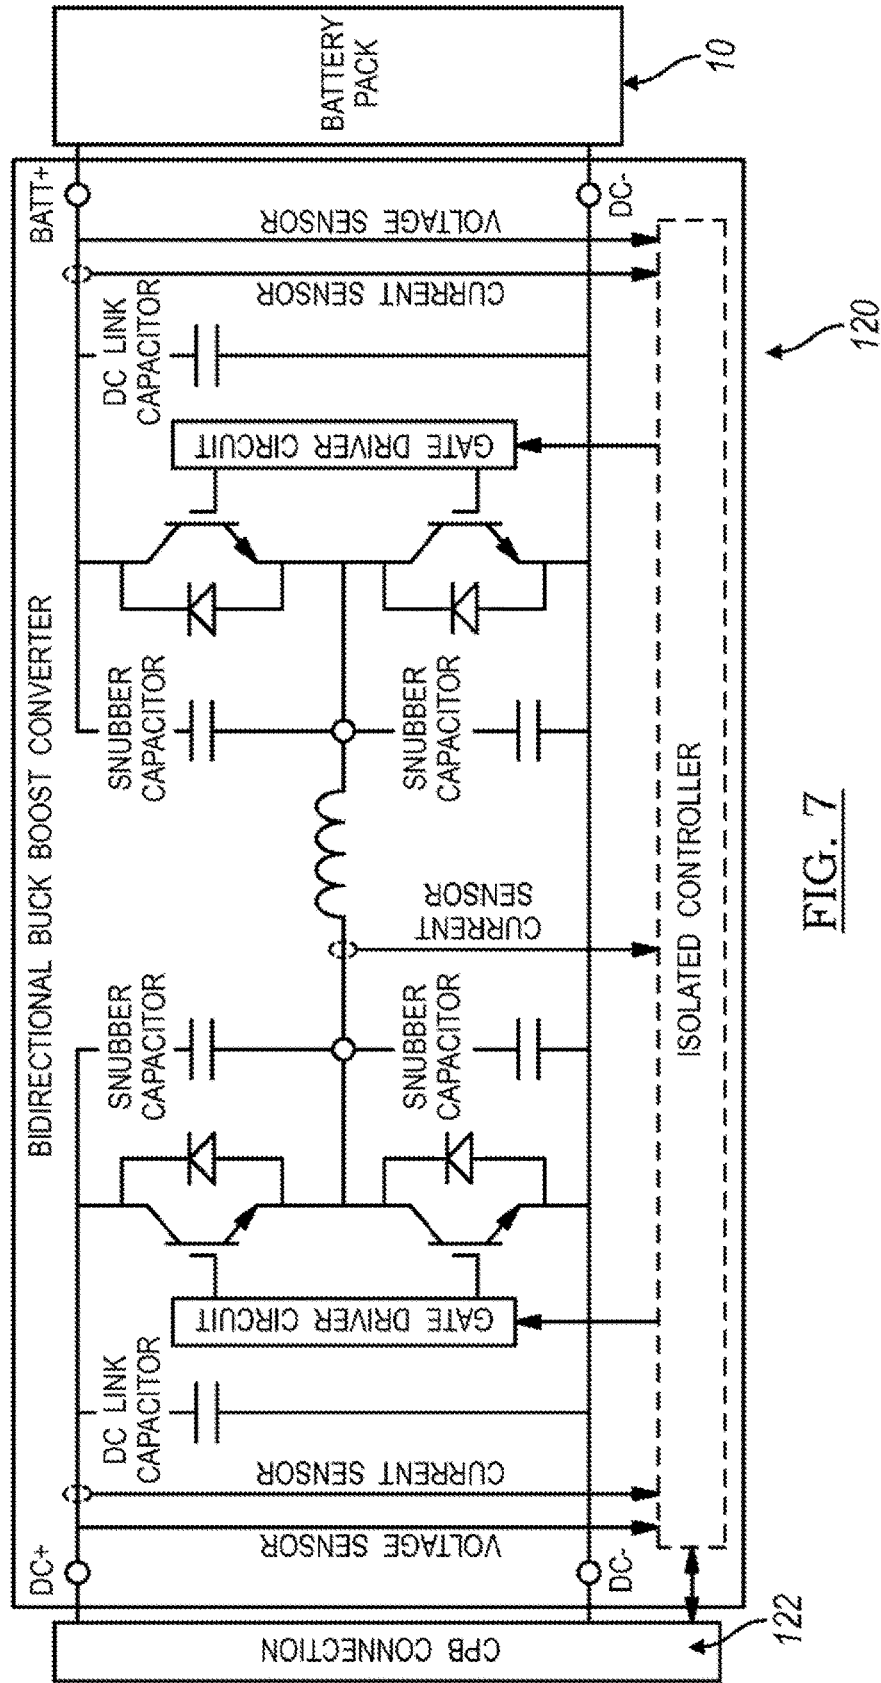 BIDIRECTIONAL BUCK BOOST CONVERTER
DC+
BATT+
CPB CONNECTION
VOLTAGE SENSOR
CURRENT SENSOR
DC LINK
CAPACITOR
GATE DRIVER CIRCUIT
SNUBBER
CAPACITOR
SNUBBER
CAPACITOR
CURRENT
SENSOR
SNUBBER
CAPACITOR
SNUBBER
CAPACITOR
GATE DRIVER CIRCUIT
DC LINK
CAPACITOR
CURRENT SENSOR
VOLTAGE SENSOR
BATTERY
PACK
DC-
DC-
ISOLATED CONTROLLER
122
120
10
FIG. 7